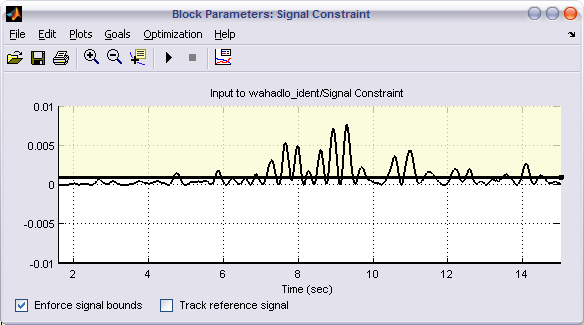 Block Parameters: Signal Constraint
File Edit Plots Goals Optimization Help
Input to wahadlo_ident/Signal Constraint
0.01
0.005
0
-0.005
-0.01
2 4 6 8 10 12 14
Time (sec)
Enforce signal bounds Track reference signal